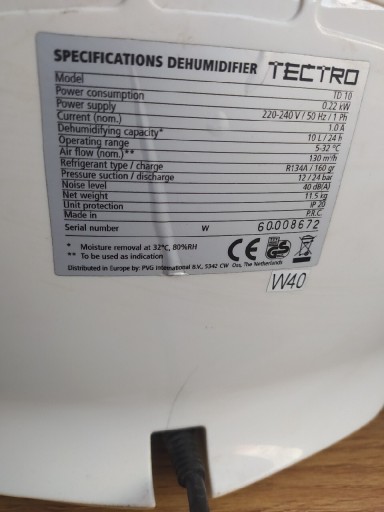 SPECIFICATIONS DEHUMIDIFIER TECTRO
Model TD 10
Power consumption 0.22 kW
Power supply 220-240 V / 50 Hz / 1 Ph
Current (nom.) 1.0 A
Dehumidifying capacity* 10 L / 24 h
Operating range 5-32 °C
Air flow (nom.)** 130 m³/h
Refrigerant type / charge R134A / 160 gr
Pressure suction / discharge 12 / 24 bar
Noise level 40 dB(A)
Net weight 11.5 kg
Unit protection IP 20
Made in P.R.C.
Serial number W 60008672
* Moisture removal at 32°C, 80%RH
** To be used as indication
CE GS
Distributed in Europe by: PVG International B.V., 5342 CW Oss, The Netherlands
W40